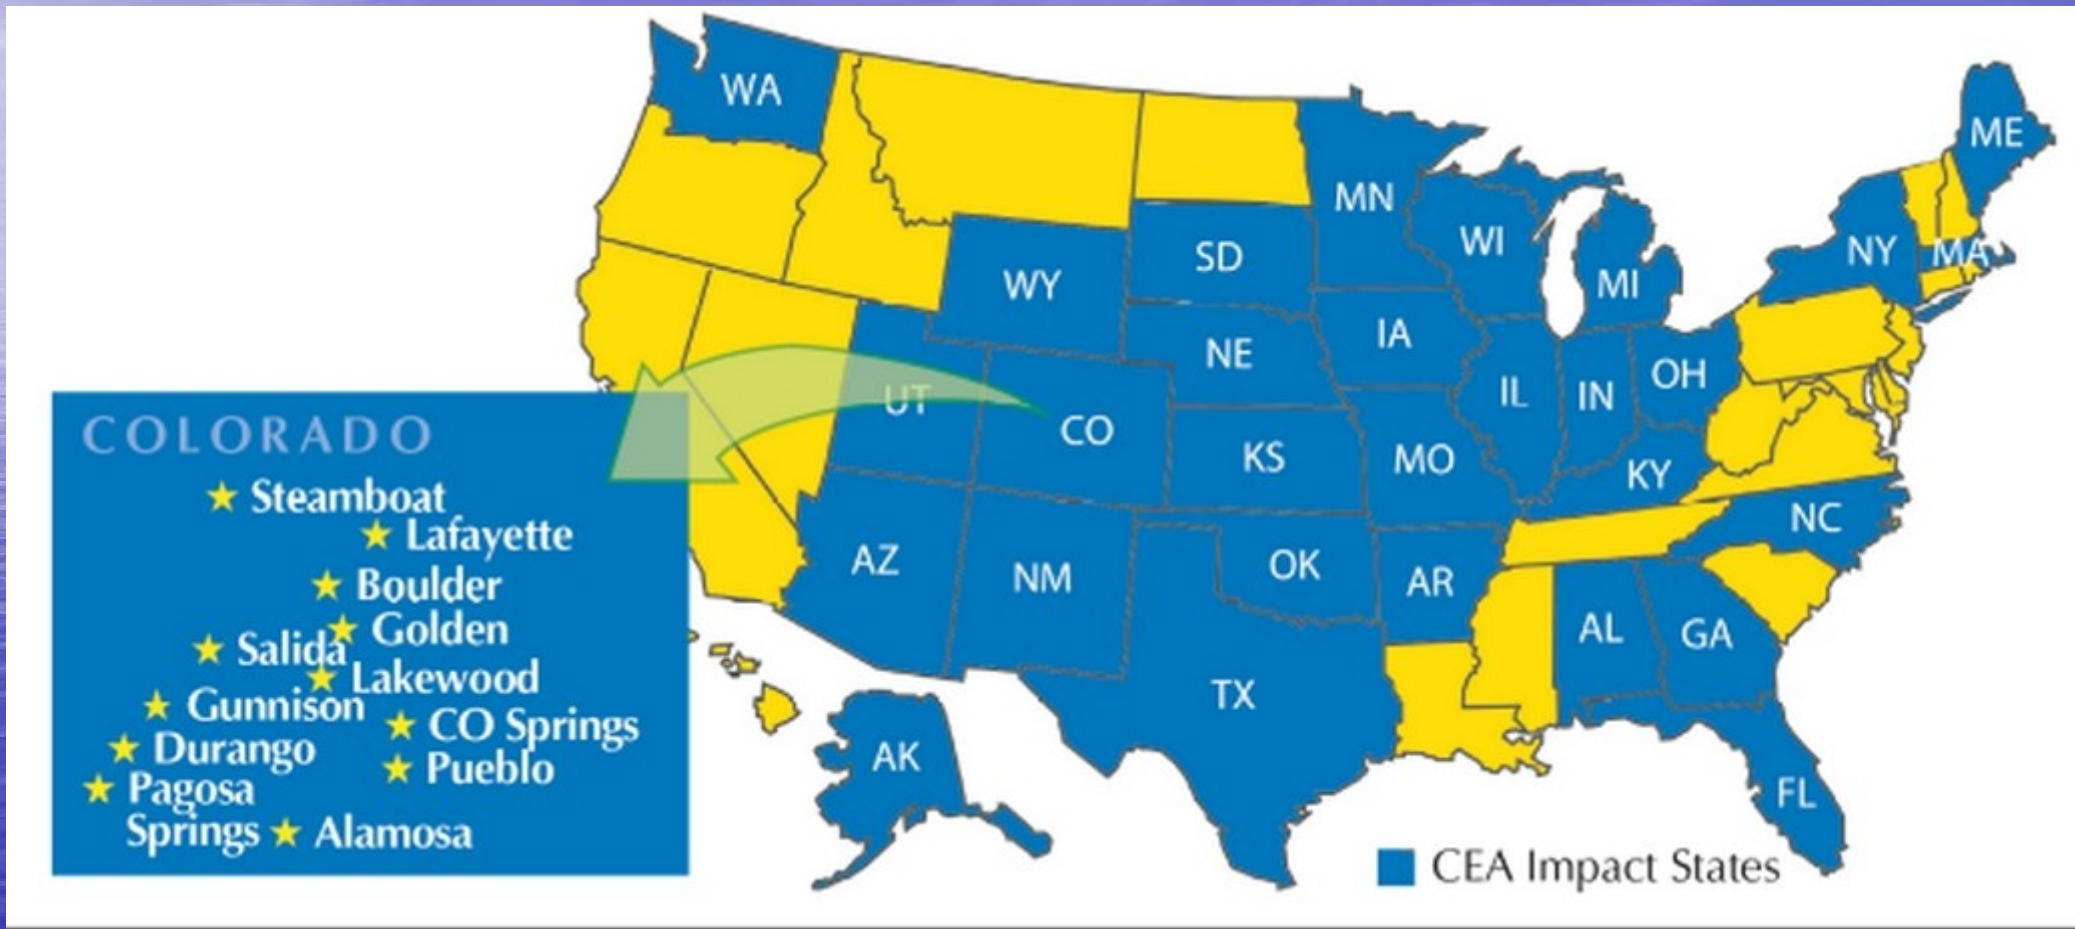 WA
ME
MN
MA
NY
WI
SD
MI
WY
IA
NE
OH
IL
IN
UT
CO
KS
MO
KY
NC
AZ
NM
OK
AR
AL
GA
TX
AK
FL
COLORADO
Steamboat
Lafayette
Boulder
Golden
Salida
Lakewood
Gunnison
CO Springs
Durango
Pueblo
Pagosa
Springs
Alamosa
CEA Impact States